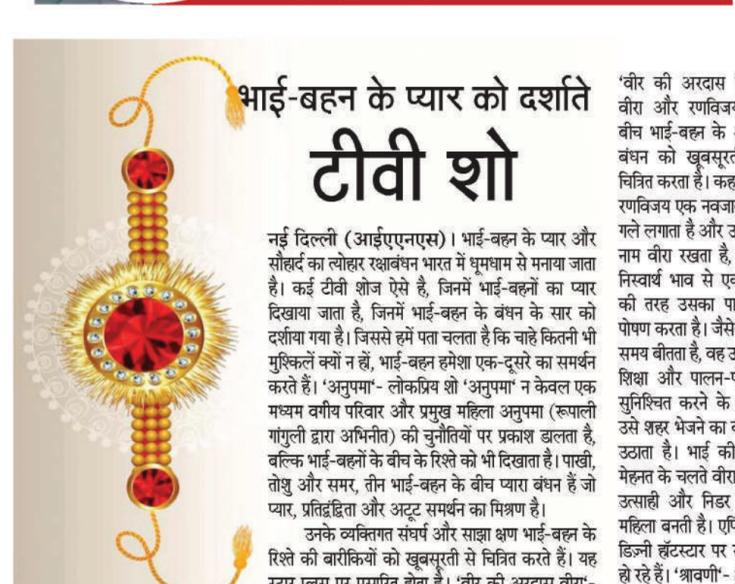 भाई-बहन के प्यार को दर्शाते
टीवी शो
नई दिल्ली (आईएएनएस)। भाई-बहन के प्यार और
सौहार्द का त्योहार रक्षाबंधन भारत में धूमधाम से मनाया जाता
है। कई टीवी शोज ऐसे है, जिनमें भाई-बहनों का प्यार
दिखाया जाता है, जिनमें भाई-बहन के बंधन के सार को
दर्शाया गया है। जिससे हमें पता चलता है कि चाहे कितनी भी
मुश्किलें क्यों न हों, भाई-बहन हमेशा एक-दूसरे का समर्थन
करते हैं। 'अनुपमा'- लोकप्रिय शो 'अनुपमा' न केवल एक
मध्यम वर्गीय परिवार और प्रमुख महिला अनुपमा (रूपाली
गांगुली द्वारा अभिनीत) की चुनौतियों पर प्रकाश डालता है,
बल्कि भाई-बहनों के बीच के रिश्ते को भी दिखाता है। पाखी,
तोशु और समर, तीन भाई-बहन के बीच प्यारा बंधन हैं जो
प्यार, प्रतिद्वंद्विता और अटूट समर्थन का मिश्रण है।
उनके व्यक्तिगत संघर्ष और साझा क्षण भाई-बहन के
रिश्ते की बारीकियों को खूबसूरती से चित्रित करते हैं। यह
स्टार प्लस पर प्रसारित होता है। 'वीर की अरदास वीरा'-
'वीर की अरदास
वीरा और रणविजय
बीच भाई-बहन के
बंधन को खूबसूरती
चित्रित करता है। कह
रणविजय एक नवजा
गले लगाता है और उ
नाम वीरा रखता है,
निस्वार्थ भाव से ए
की तरह उसका पा
पोषण करता है। जैसे
समय बीतता है, वह उ
शिक्षा और पालन-प
सुनिश्चित करने के
उसे शहर भेजने का
उठाता है। भाई की
मेहनत के चलते वीरा
उत्साही और निडर
महिला बनती है। एपि
डिज़्नी हॉटस्टार पर
हो रहे हैं। 'श्रावणी'-